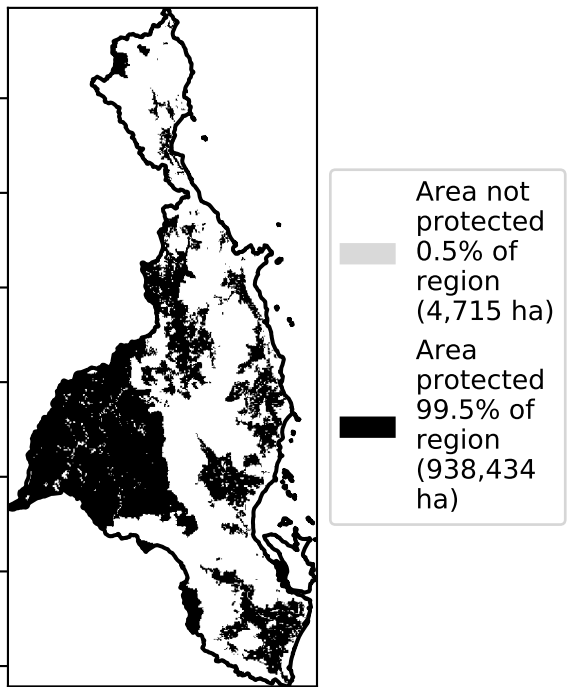 Area not
protected
0.5% of
region
(4,715 ha)
Area
protected
99.5% of
region
(938,434
ha)